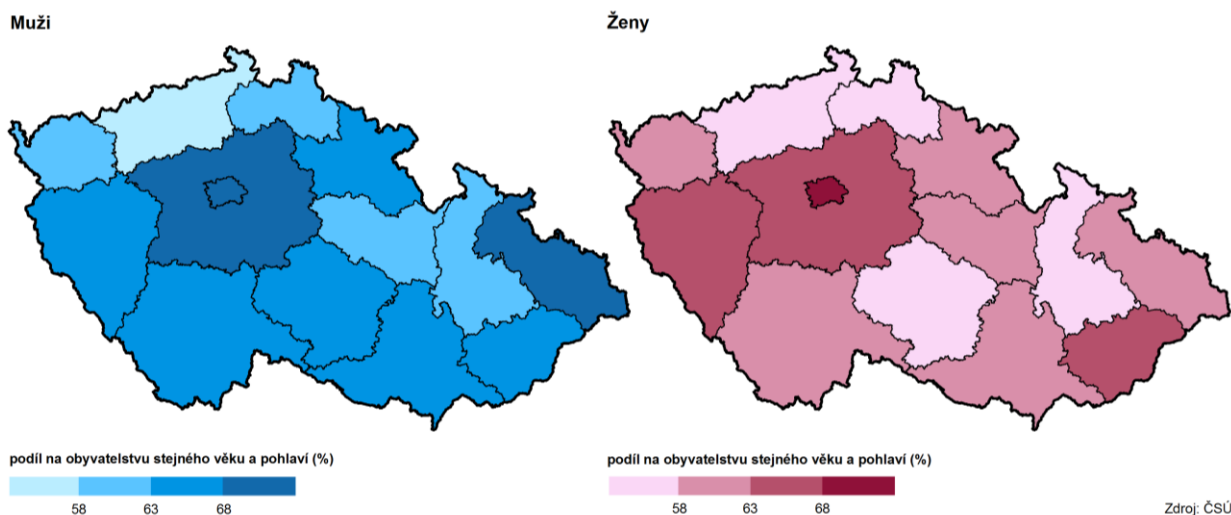 Muži
Ženy
podíl na obyvatelstvu stejného věku a pohlaví (%)
58 63 68
podíl na obyvatelstvu stejného věku a pohlaví (%)
58 63 68
Zdroj: ČSÚ